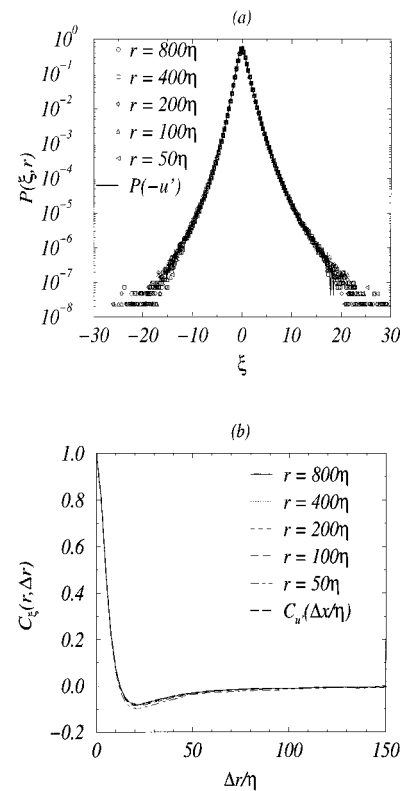 (a)
P(ξ,r)
10⁰
10⁻¹
10⁻²
10⁻³
10⁻⁴
10⁻⁵
10⁻⁶
10⁻⁷
10⁻⁸
r = 800η
r = 400η
r = 200η
r = 100η
r = 50η
P(-u')
−30 −20 −10 0 10 20 30
ξ
(b)
C_ξ(r,Δr)
1.0
0.8
0.6
0.4
0.2
0.0
−0.2
r = 800η
r = 400η
r = 200η
r = 100η
r = 50η
C_u'(Δx/η)
0 50 100 150
Δr/η